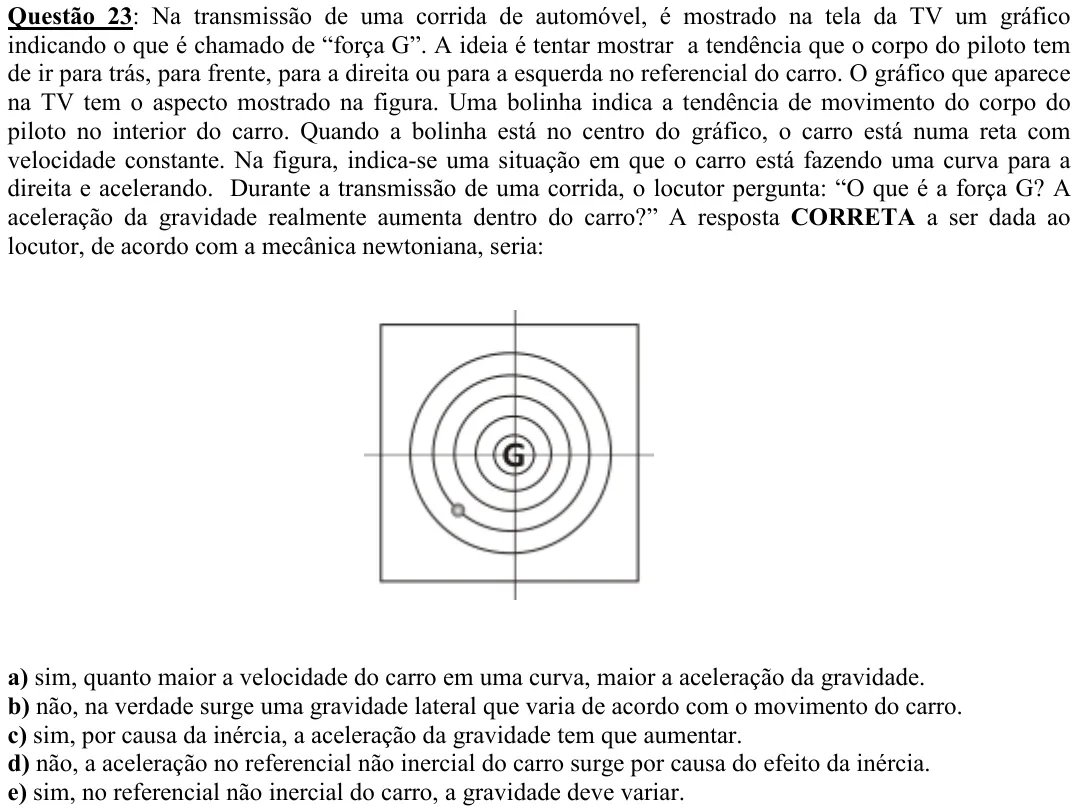 Questão 23: Na transmissão de uma corrida de automóvel, é mostrado na tela da TV um gráfico
indicando o que é chamado de “força G”. A ideia é tentar mostrar a tendência que o corpo do piloto tem
de ir para trás, para frente, para a direita ou para a esquerda no referencial do carro. O gráfico que aparece
na TV tem o aspecto mostrado na figura. Uma bolinha indica a tendência de movimento do corpo do
piloto no interior do carro. Quando a bolinha está no centro do gráfico, o carro está numa reta com
velocidade constante. Na figura, indica-se uma situação em que o carro está fazendo uma curva para a
direita e acelerando. Durante a transmissão de uma corrida, o locutor pergunta: “O que é a força G? A
aceleração da gravidade realmente aumenta dentro do carro?” A resposta CORRETA a ser dada ao
locutor, de acordo com a mecânica newtoniana, seria:
G
a) sim, quanto maior a velocidade do carro em uma curva, maior a aceleração da gravidade.
b) não, na verdade surge uma gravidade lateral que varia de acordo com o movimento do carro.
c) sim, por causa da inércia, a aceleração da gravidade tem que aumentar.
d) não, a aceleração no referencial não inercial do carro surge por causa do efeito da inércia.
e) sim, no referencial não inercial do carro, a gravidade deve variar.